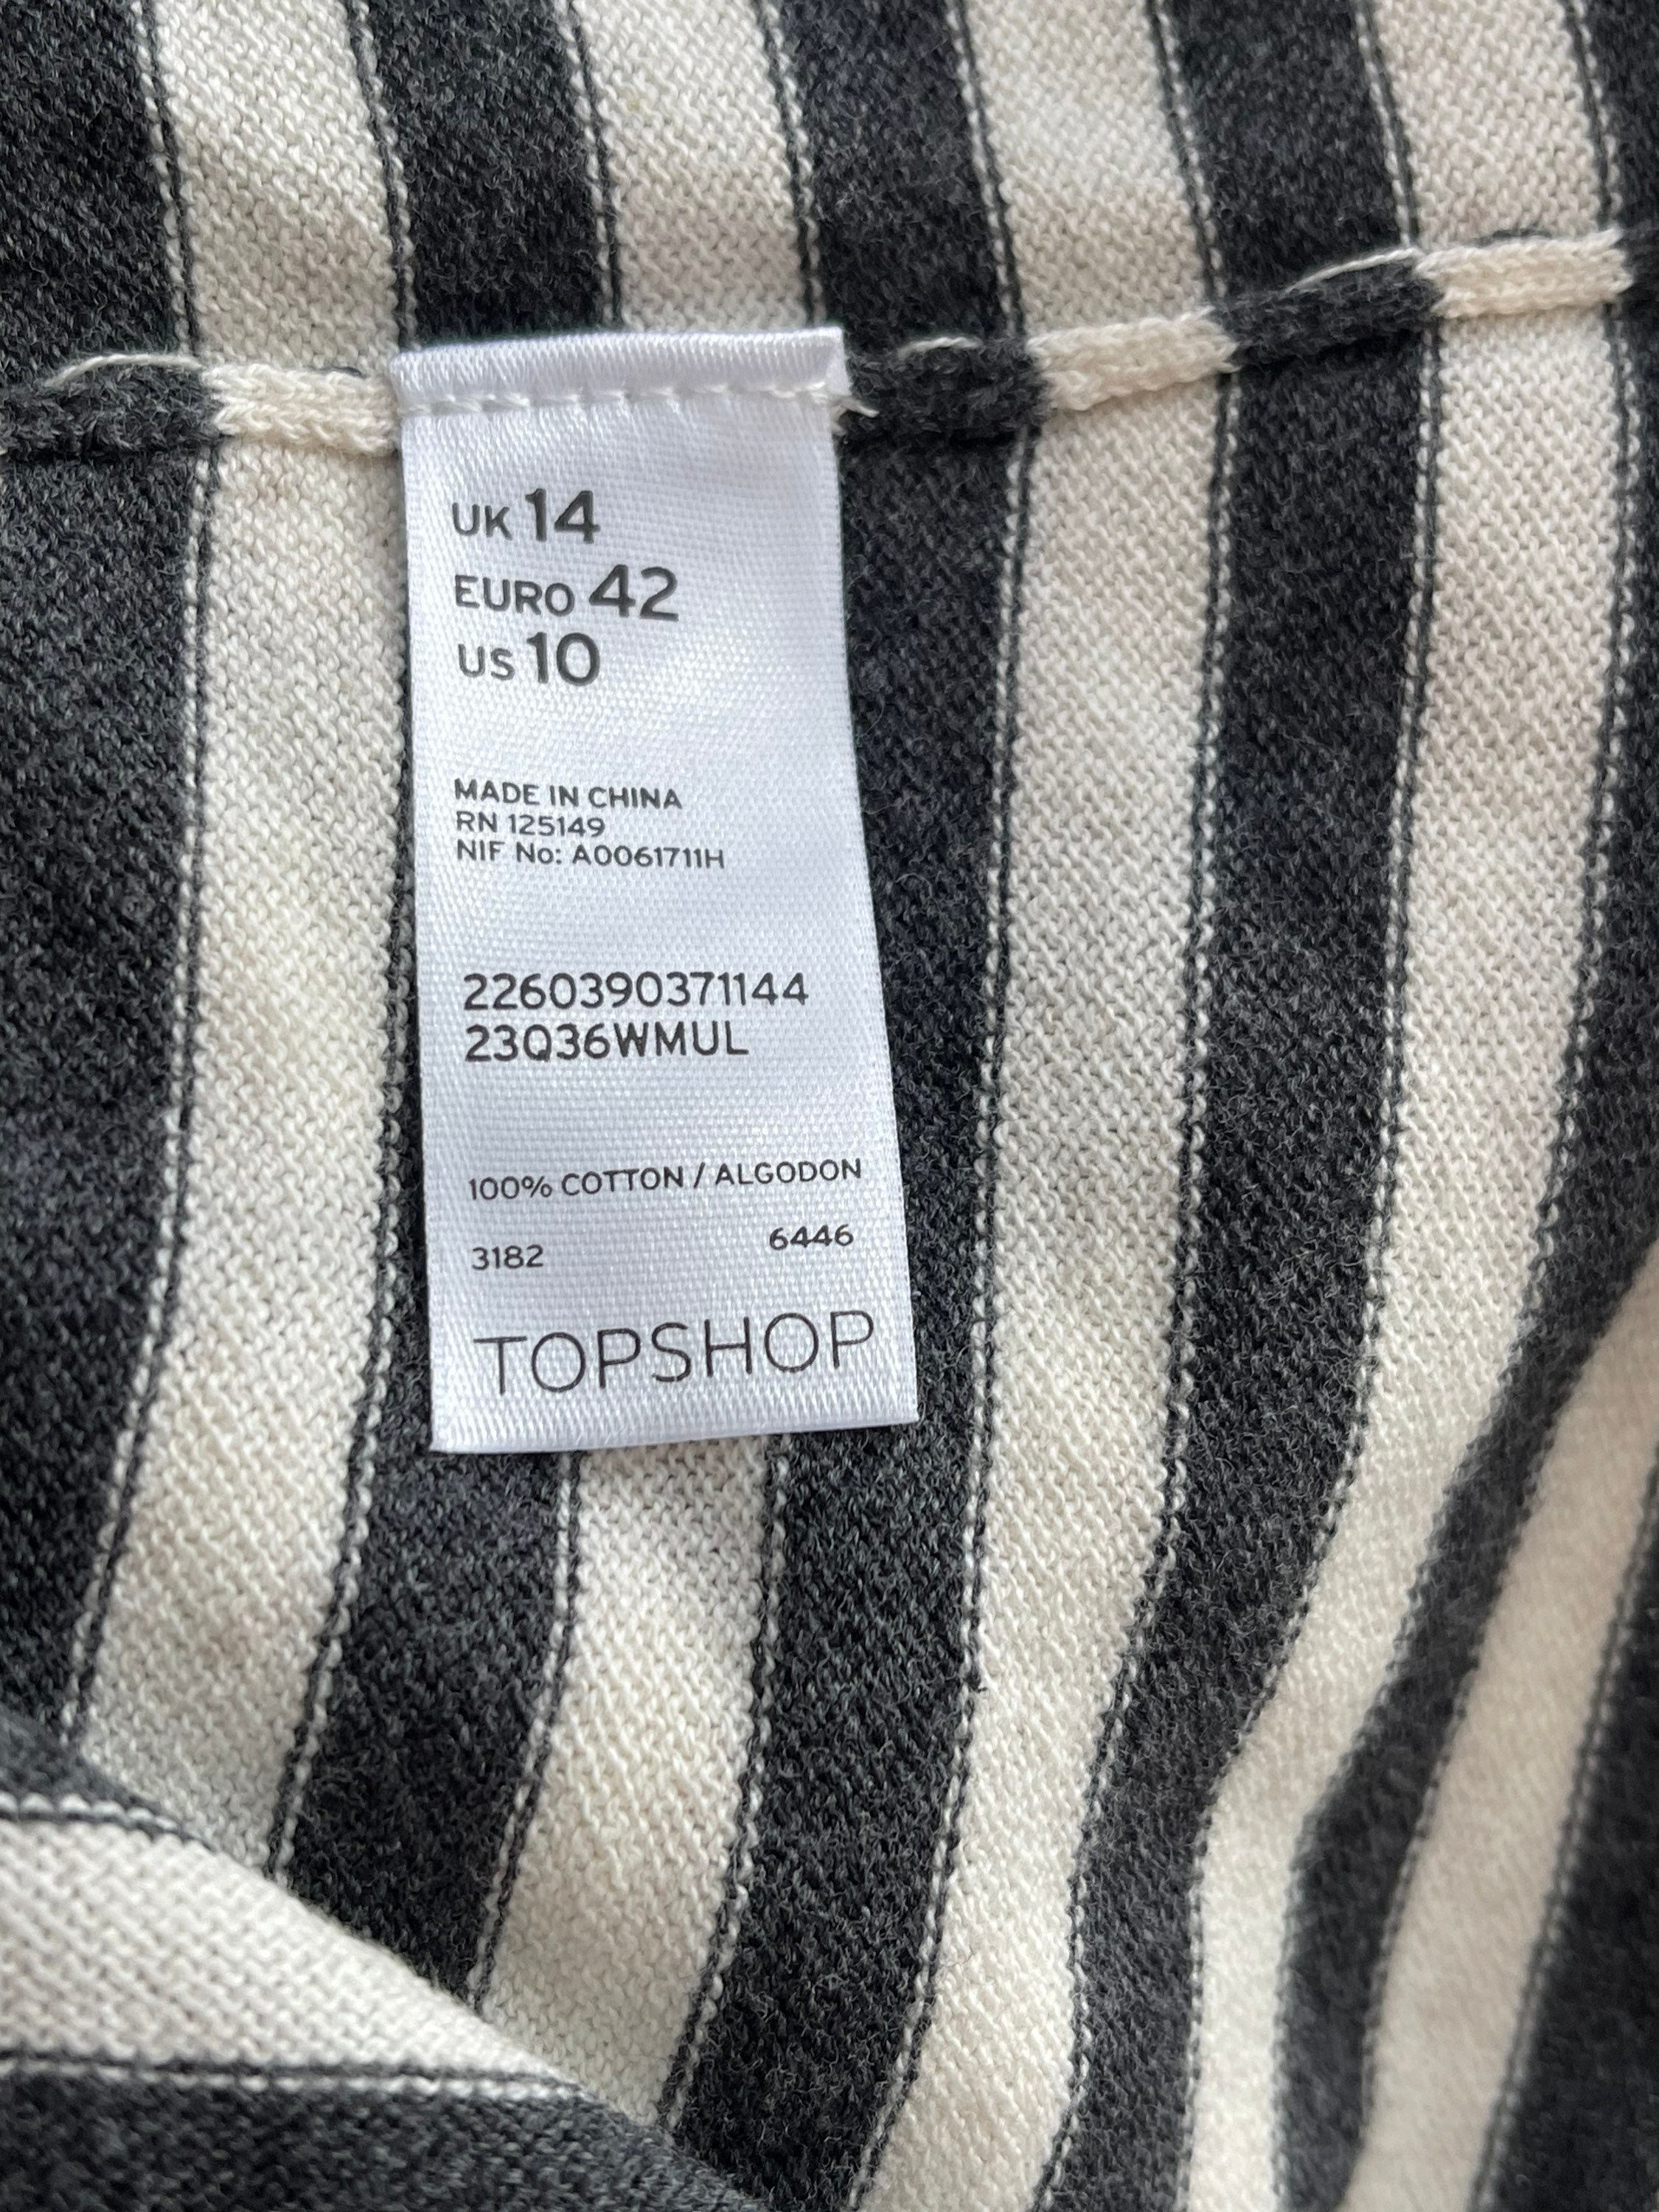 UK 14
EURO 42
US 10
MADE IN CHINA
RN 125149
NIF No: A0061711H
2260390371144
23Q36WMUL
100% COTTON / ALGODON
3182 6446
TOPSHOP